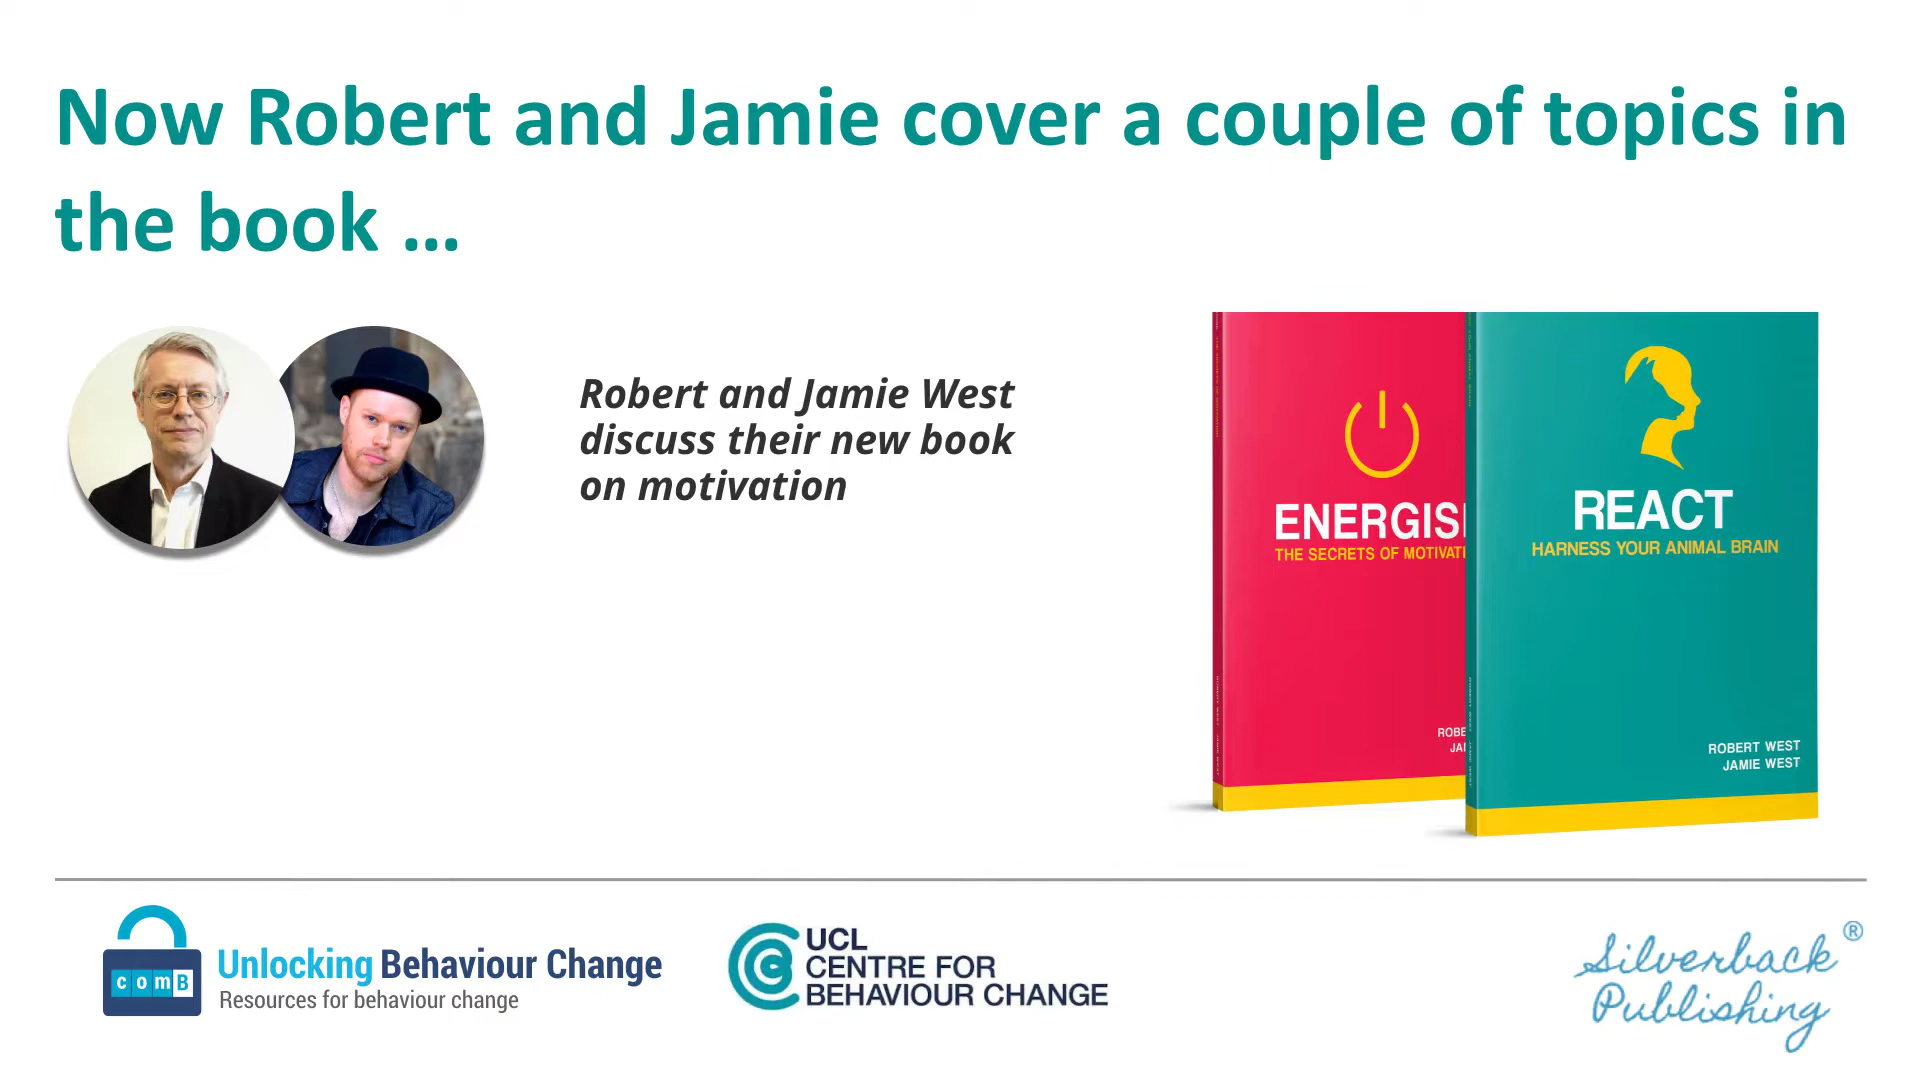 Now Robert and Jamie cover a couple of topics in
the book ...
Robert and Jamie West
discuss their new book
on motivation
ENERGIS
THE SECRETS OF MOTIVATI
ROBE
JAI
REACT
HARNESS YOUR ANIMAL BRAIN
ROBERT WEST
JAMIE WEST
comB
Unlocking Behaviour Change
Resources for behaviour change
UCL
CENTRE FOR
BEHAVIOUR CHANGE
Silverback ®
Publishing